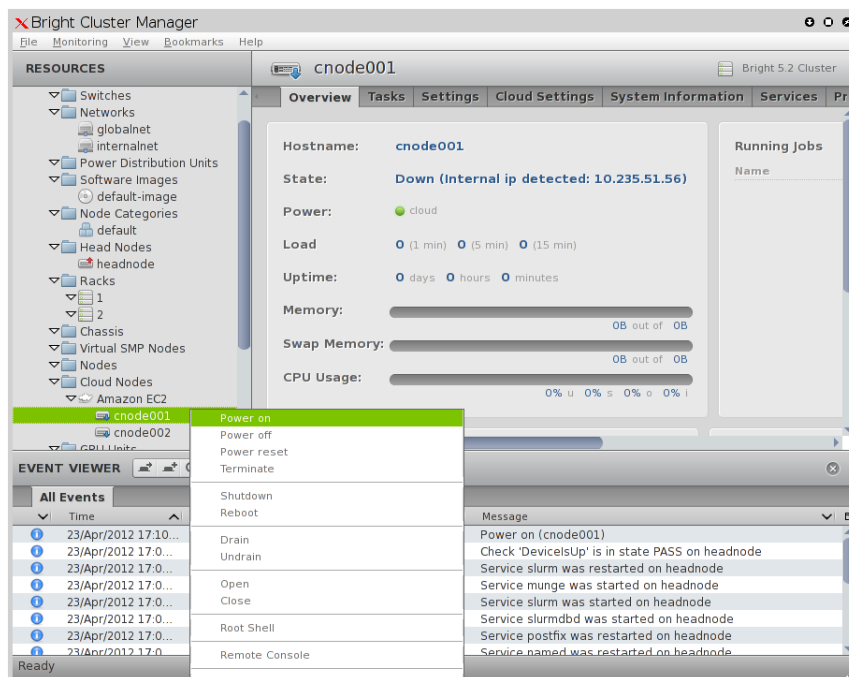 Bright Cluster Manager
File Monitoring View Bookmarks Help
RESOURCES
Switches
Networks
globalnet
internalnet
Power Distribution Units
Software Images
default-image
Node Categories
default
Head Nodes
headnode
Racks
1
2
Chassis
Virtual SMP Nodes
Nodes
Cloud Nodes
Amazon EC2
cnode001
cnode002
GPU Units
cnode001
Bright 5.2 Cluster
Overview Tasks Settings Cloud Settings System Information Services Pr
Hostname: cnode001
State: Down (Internal ip detected: 10.235.51.56)
Power: cloud
Load 0 (1 min) 0 (5 min) 0 (15 min)
Uptime: 0 days 0 hours 0 minutes
Memory:
0B out of 0B
Swap Memory:
0B out of 0B
CPU Usage:
0% u 0% s 0% o 0% i
Running Jobs
Name
Power on
Power off
Power reset
Terminate
Shutdown
Reboot
Drain
Undrain
Open
Close
Root Shell
Remote Console
EVENT VIEWER
All Events
Time Message
23/Apr/2012 17:10... Power on (cnode001)
23/Apr/2012 17:0... Check 'DeviceIsUp' is in state PASS on headnode
23/Apr/2012 17:0... Service slurm was restarted on headnode
23/Apr/2012 17:0... Service munge was started on headnode
23/Apr/2012 17:0... Service slurm was started on headnode
23/Apr/2012 17:0... Service slurmdbd was started on headnode
23/Apr/2012 17:0... Service postfix was restarted on headnode
23/Apr/2012 17:0... Service named was restarted on headnode
Ready